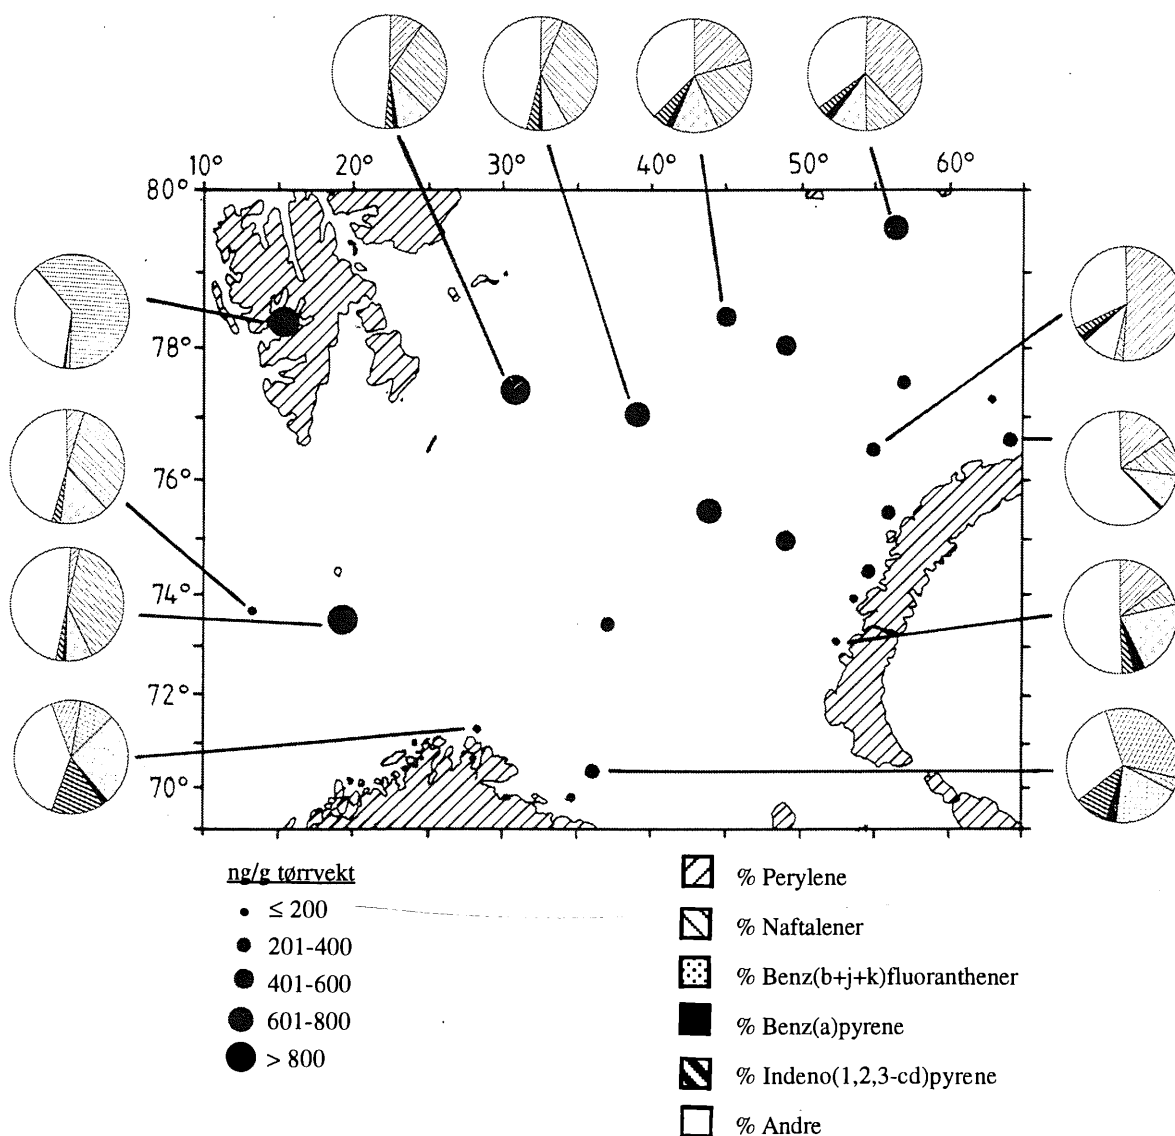 10° 20° 30° 40° 50° 60°
80°
78°
76°
74°
72°
70°
ng/g tørrvekt
≤ 200
201-400
401-600
601-800
> 800
% Perylene
% Naftalener
% Benz(b+j+k)fluoranthener
% Benz(a)pyrene
% Indeno(1,2,3-cd)pyrene
% Andre